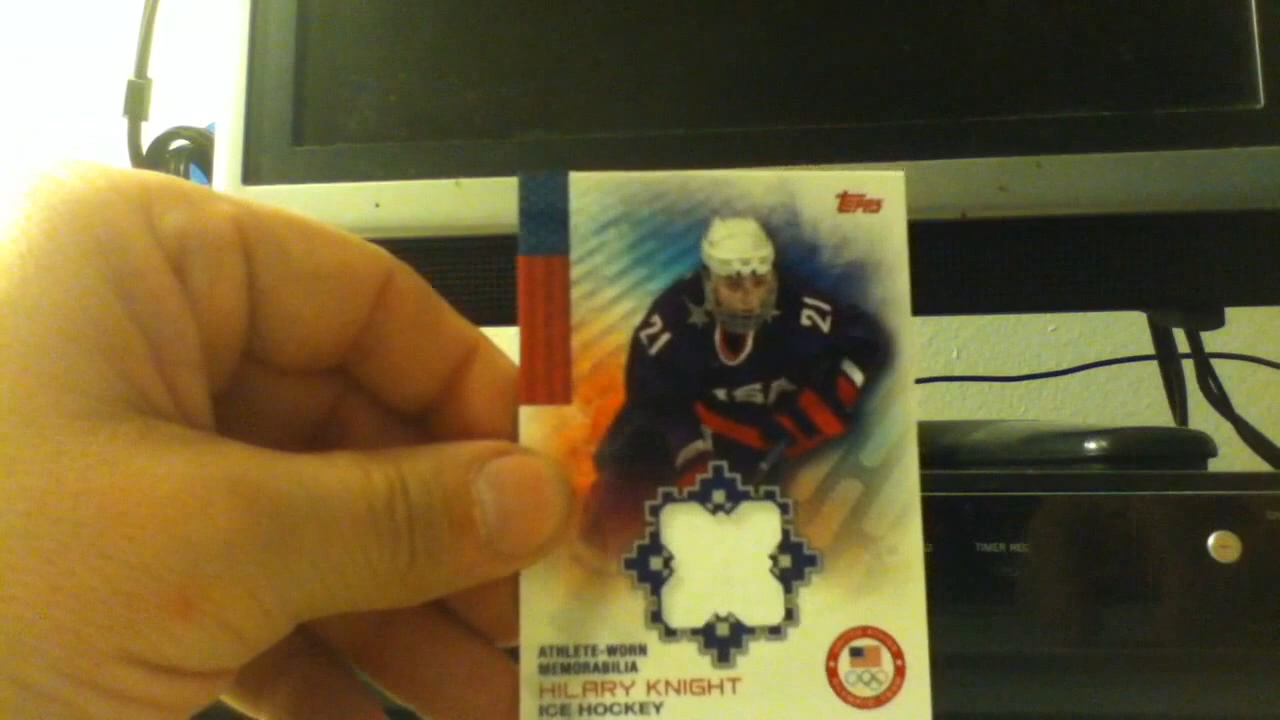 Topps
21
21
USA
ATHLETE-WORN
MEMORABILIA
HILARY KNIGHT
ICE HOCKEY
TIMER REC